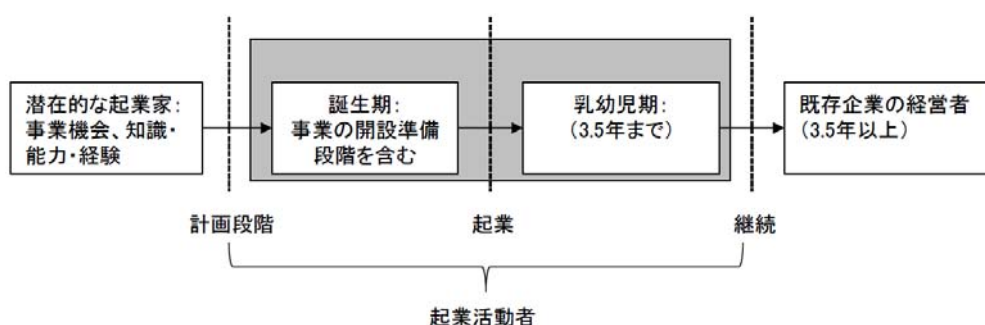 潜在的な起業家：
事業機会、知識・
能力・経験
誕生期：
事業の開設準備
段階を含む
乳幼児期：
（3.5年まで）
既存企業の経営者
（3.5年以上）
計画段階
起業
継続
起業活動者